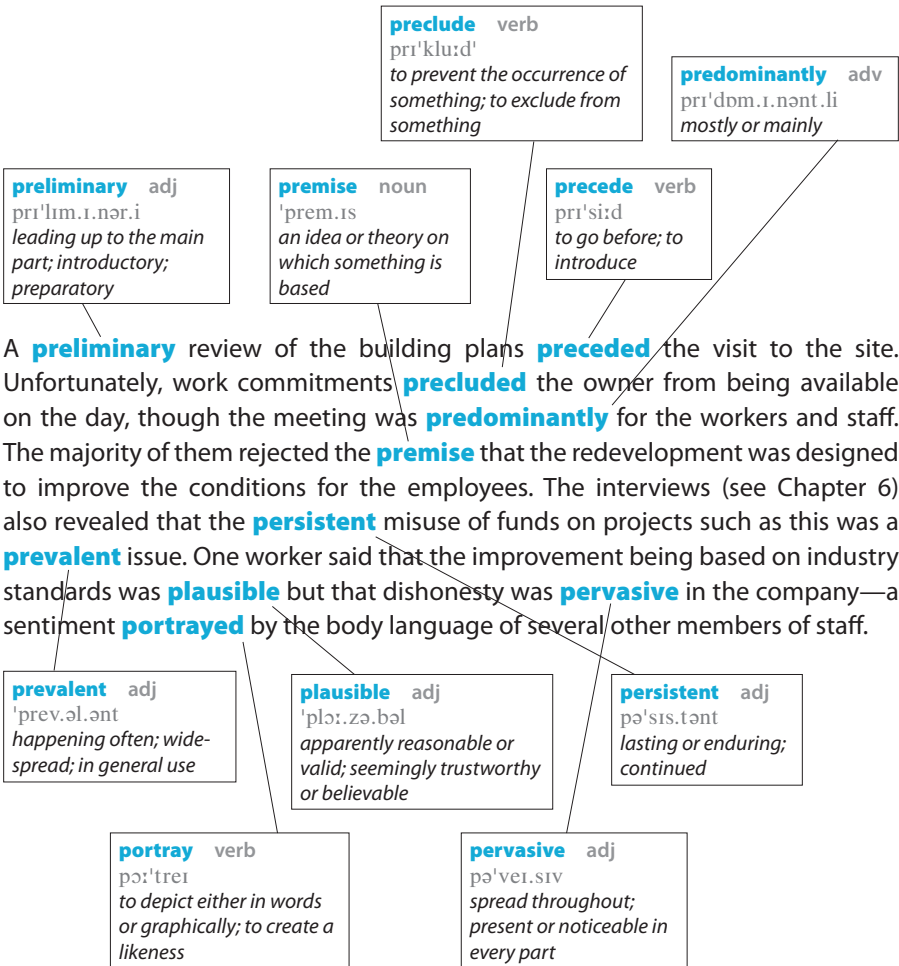 preclude verb
prɪˈkluːdˈ
to prevent the occurrence of
something; to exclude from
something
predominantly adv
prɪˈdɒm.ɪ.nənt.li
mostly or mainly
preliminary adj
prɪˈlɪm.ɪ.nər.i
leading up to the main
part; introductory;
preparatory
premise noun
ˈprem.ɪs
an idea or theory on
which something is
based
precede verb
prɪˈsiːd
to go before; to
introduce
A preliminary review of the building plans preceded the visit to the site.
Unfortunately, work commitments precluded the owner from being available
on the day, though the meeting was predominantly for the workers and staff.
The majority of them rejected the premise that the redevelopment was designed
to improve the conditions for the employees. The interviews (see Chapter 6)
also revealed that the persistent misuse of funds on projects such as this was a
prevalent issue. One worker said that the improvement being based on industry
standards was plausible but that dishonesty was pervasive in the company—a
sentiment portrayed by the body language of several other members of staff.
prevalent adj
ˈprev.əl.ənt
happening often; wide-
spread; in general use
plausible adj
ˈplɔː.zə.bəl
apparently reasonable or
valid; seemingly trustworthy
or believable
persistent adj
pəˈsɪs.tənt
lasting or enduring;
continued
portray verb
pɔːˈtreɪ
to depict either in words
or graphically; to create a
likeness
pervasive adj
pəˈveɪ.sɪv
spread throughout;
present or noticeable in
every part